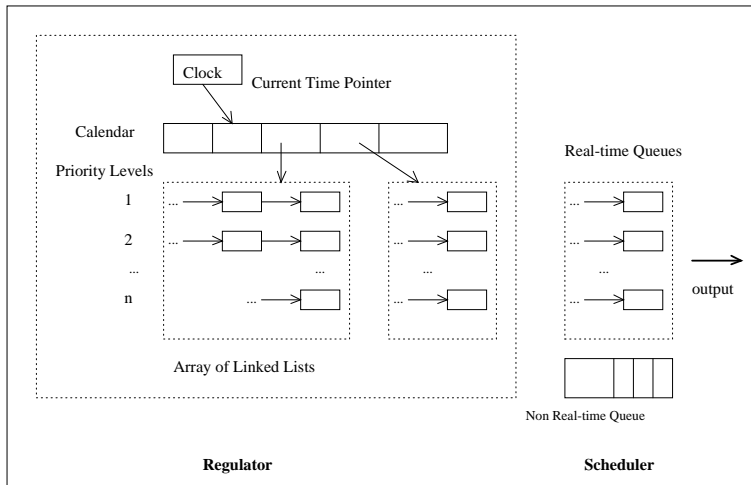 Clock
Current Time Pointer
Calendar
Real-time Queues
Priority Levels
1 ... ... ...
2 ... ... ...
... ... ... ...
n ... ... ...
output
Array of Linked Lists
Non Real-time Queue
Regulator Scheduler